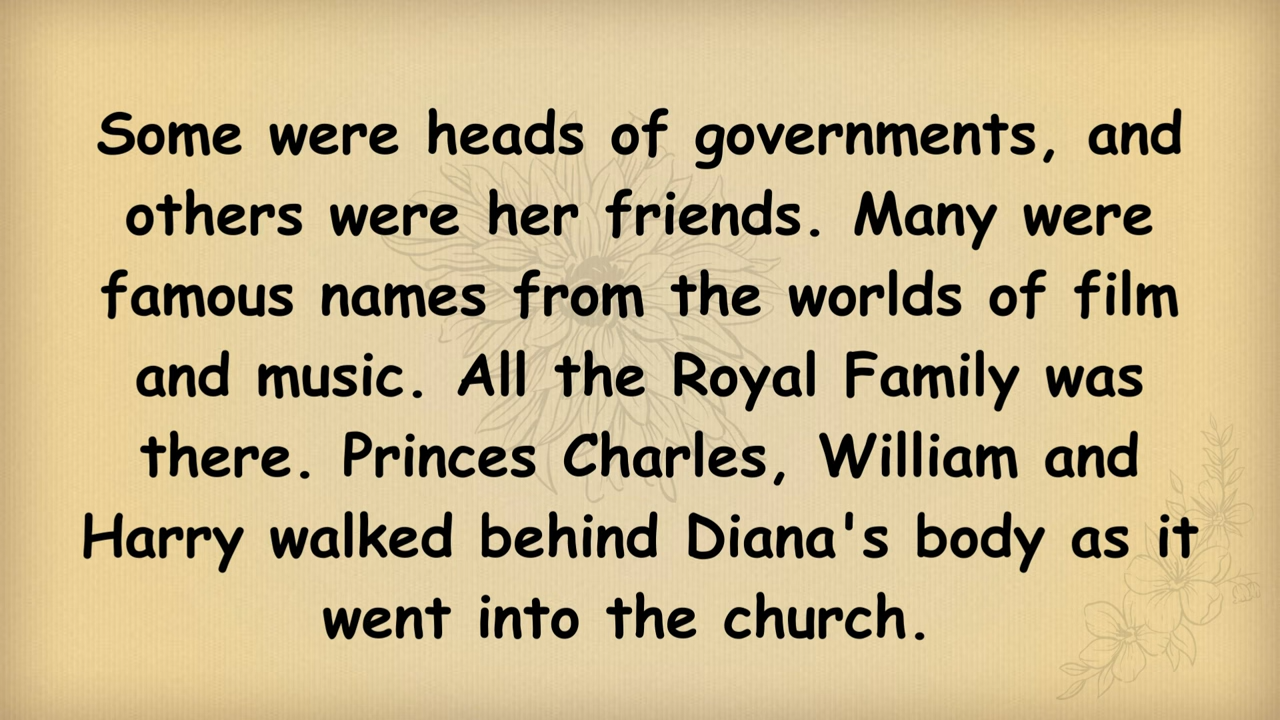 Some were heads of governments, and
others were her friends. Many were
famous names from the worlds of film
and music. All the Royal Family was
there. Princes Charles, William and
Harry walked behind Diana's body as it
went into the church.